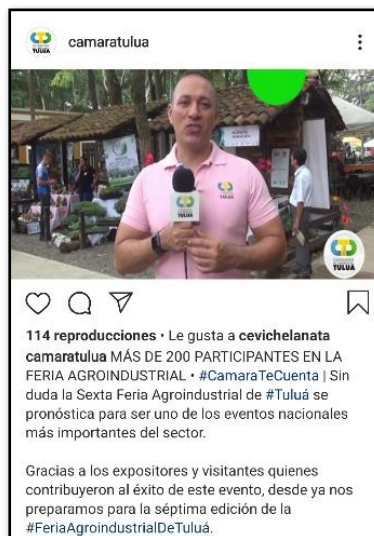 camaratulua
CÁMARA
TULUÁ
114 reproducciones • Le gusta a cevichelanata
camaratulua MÁS DE 200 PARTICIPANTES EN LA
FERIA AGROINDUSTRIAL • #CamaraTeCuenta | Sin
duda la Sexta Feria Agroindustrial de #Tuluá se
pronóstica para ser uno de los eventos nacionales
más importantes del sector.
Gracias a los expositores y visitantes quienes
contribuyeron al éxito de este evento, desde ya nos
preparamos para la séptima edición de la
#FeriaAgroindustrialDeTuluá.